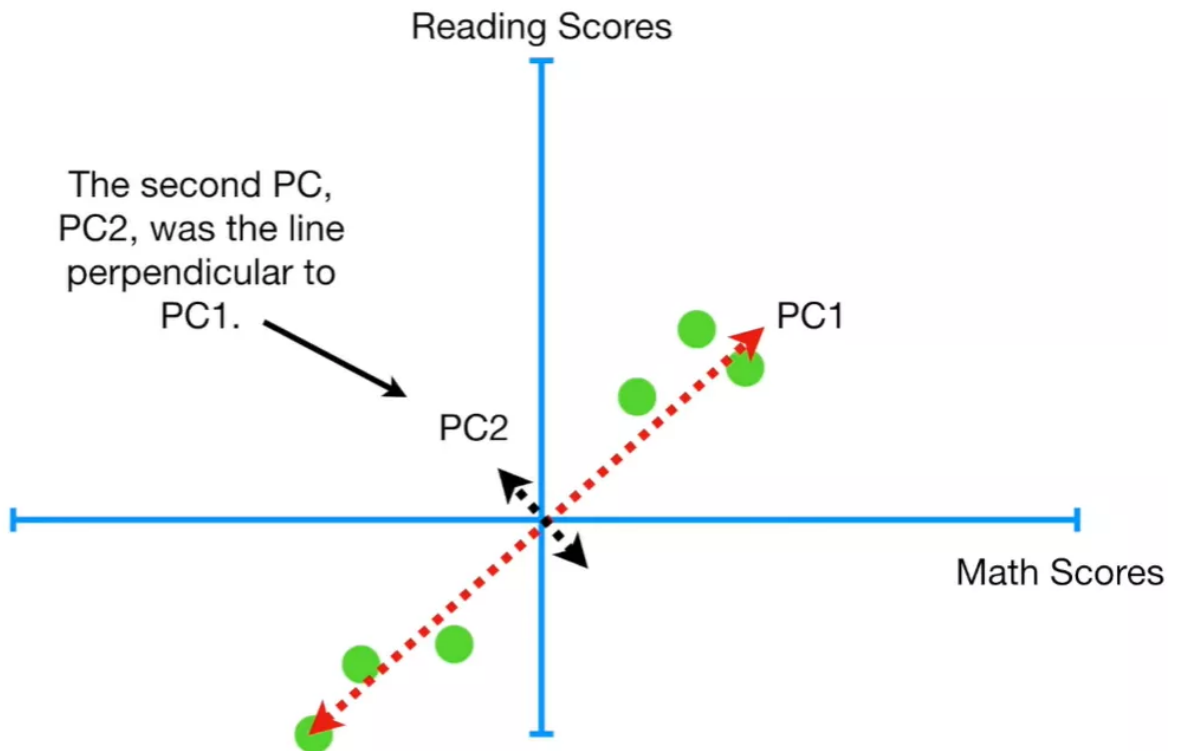 Reading Scores
The second PC,
PC2, was the line
perpendicular to
PC1.
PC1
PC2
Math Scores